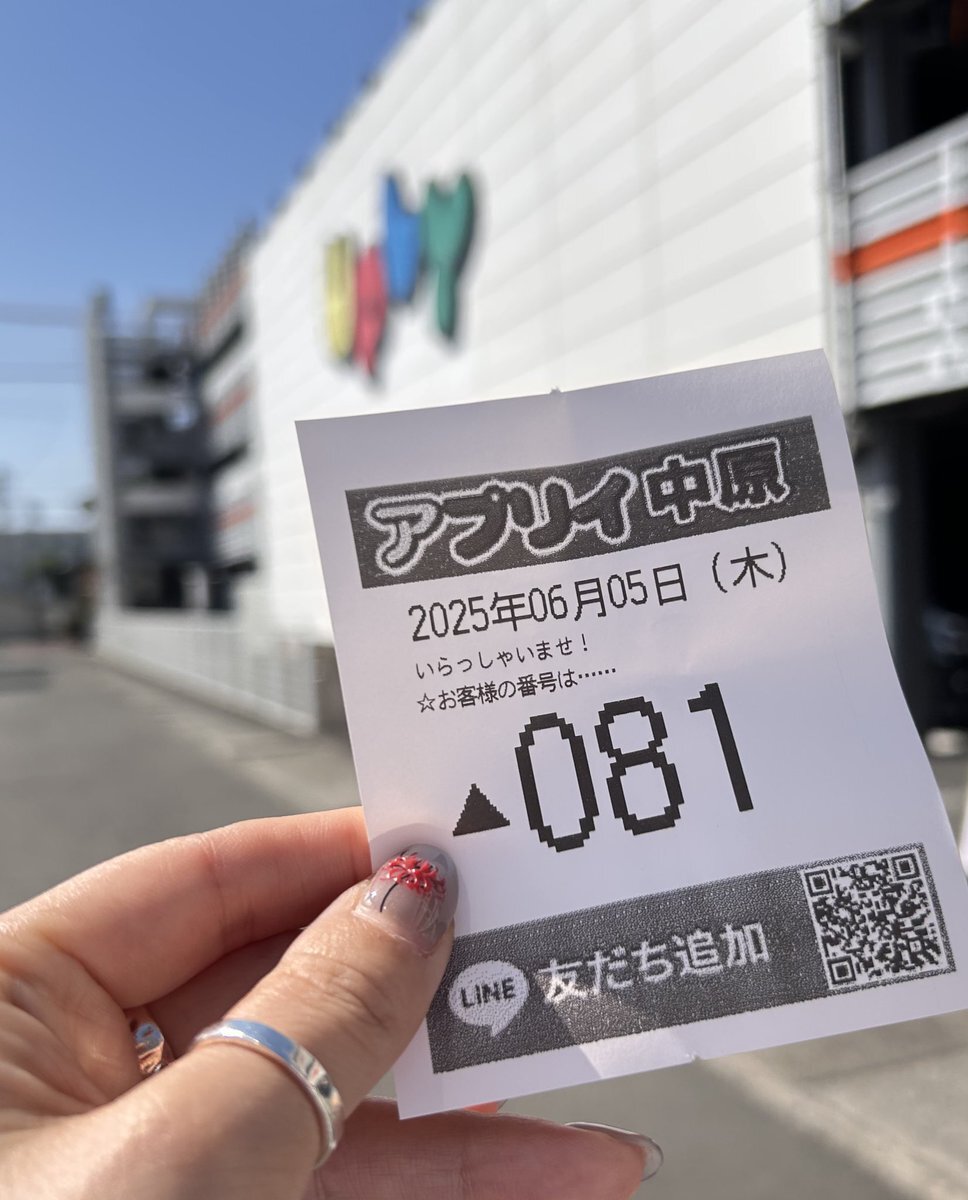 アプリイ中原
2025年06月05日（木）
いらっしゃいませ！
☆お客様の番号は……
▲081
LINE 友だち追加